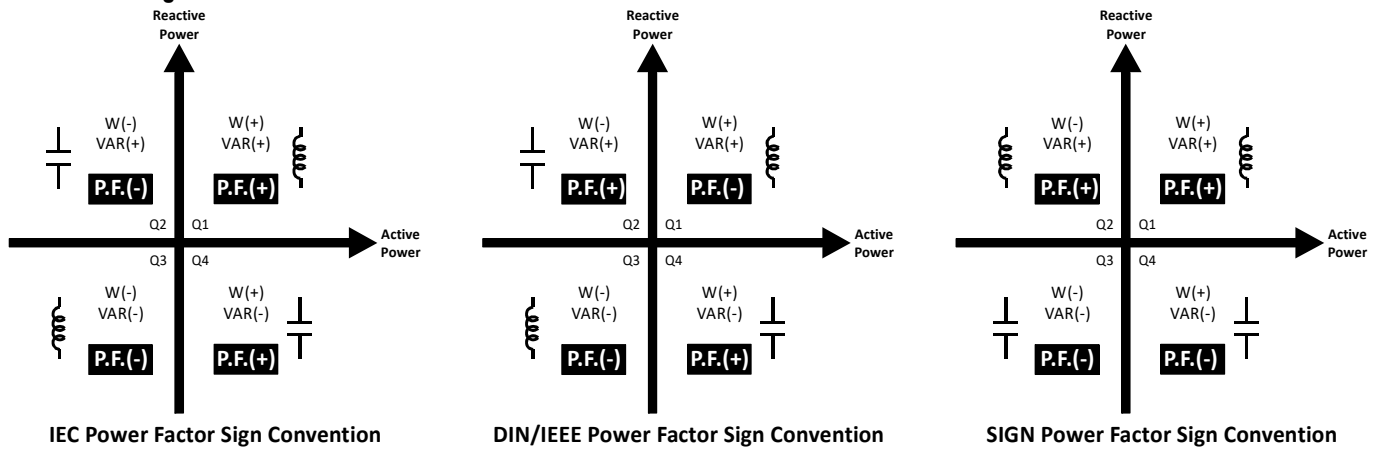 Reactive
Power
W(-)
VAR(+)
P.F.(-)
W(+)
VAR(+)
P.F.(+)
Q2
Q1
Active
Power
Q3
Q4
W(-)
VAR(-)
P.F.(-)
W(+)
VAR(-)
P.F.(+)
IEC Power Factor Sign Convention
Reactive
Power
W(-)
VAR(+)
P.F.(+)
W(+)
VAR(+)
P.F.(-)
Q2
Q1
Active
Power
Q3
Q4
W(-)
VAR(-)
P.F.(-)
W(+)
VAR(-)
P.F.(+)
DIN/IEEE Power Factor Sign Convention
Reactive
Power
W(-)
VAR(+)
P.F.(+)
W(+)
VAR(+)
P.F.(+)
Q2
Q1
Active
Power
Q3
Q4
W(-)
VAR(-)
P.F.(-)
W(+)
VAR(-)
P.F.(-)
SIGN Power Factor Sign Convention